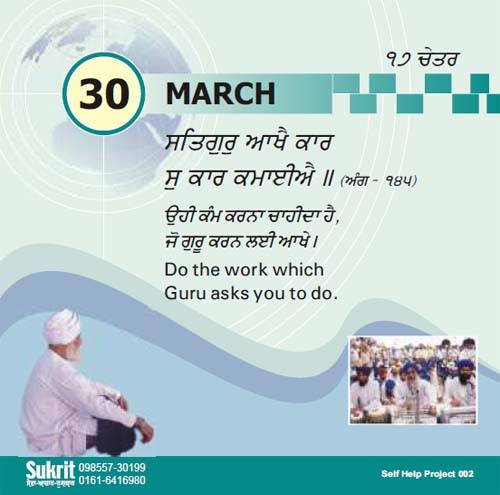 ੧੭ ਚੇਤਰ
30 MARCH
ਸਤਿਗੁਰੁ ਆਖੈ ਕਾਰ
ਸੁ ਕਾਰ ਕਮਾਈਐ ॥ (ਅੰਗ - ੧੪੫)
ਉਹੀ ਕੰਮ ਕਰਨਾ ਚਾਹੀਦਾ ਹੈ,
ਜੋ ਗੁਰੂ ਕਰਨ ਲਈ ਆਖੇ।
Do the work which
Guru asks you to do.
Sukrit 098557-30199
0161-6416980
Self Help Project 002